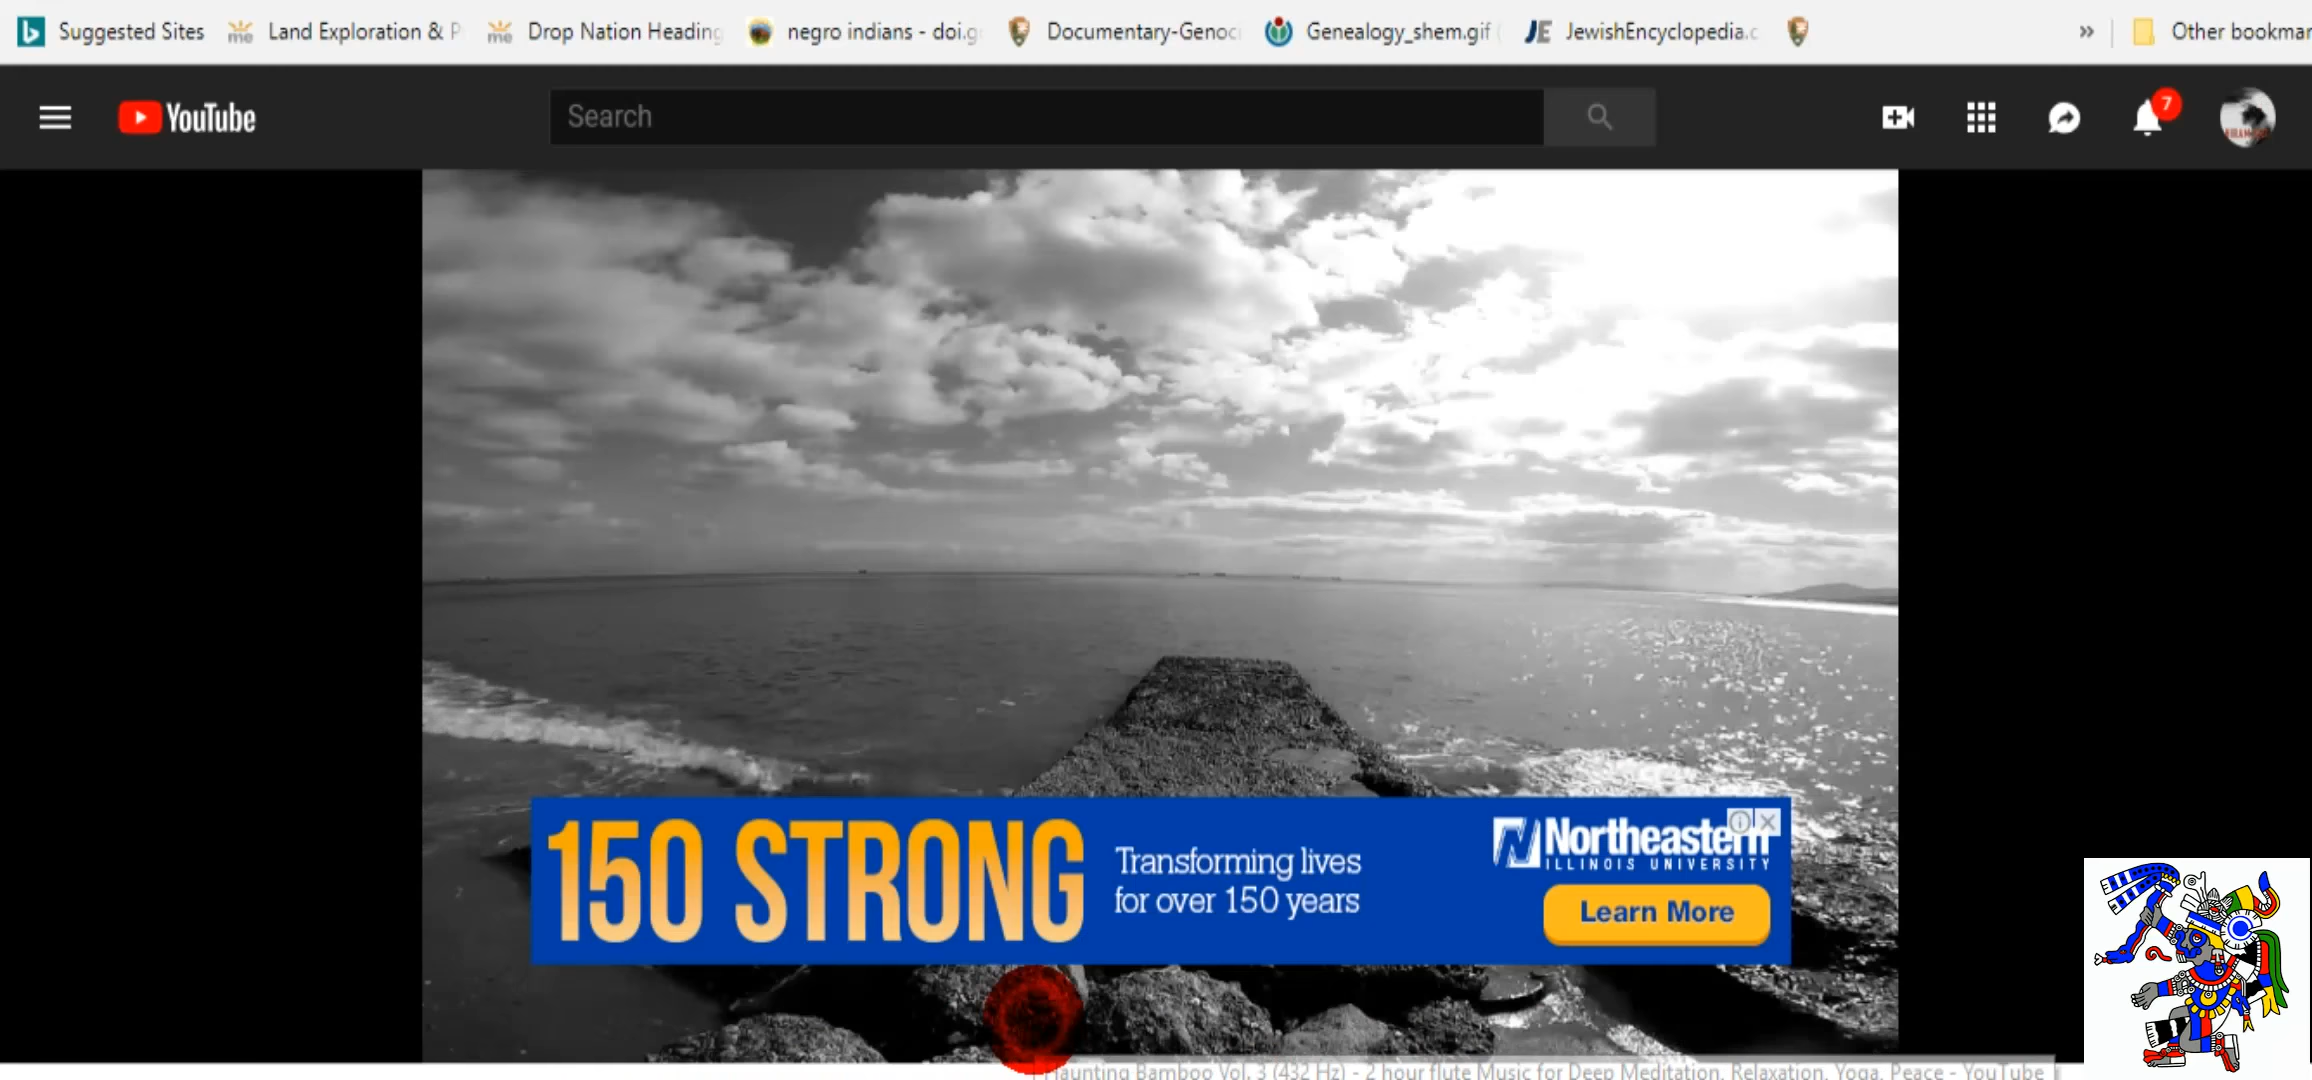 Suggested Sites
Land Exploration & P
Drop Nation Heading
negro indians - doi.g
Documentary-Genoc
Genealogy_shem.gif
JewishEncyclopedia.c
»
Other bookmar
YouTube
Search
7
150 STRONG
Transforming lives
for over 150 years
Northeastern
ILLINOIS UNIVERSITY
Learn More
Haunting Bamboo Vol. 3 (432 Hz) - 2 hour flute Music for Deep Meditation, Relaxation, Yoga, Peace - YouTube